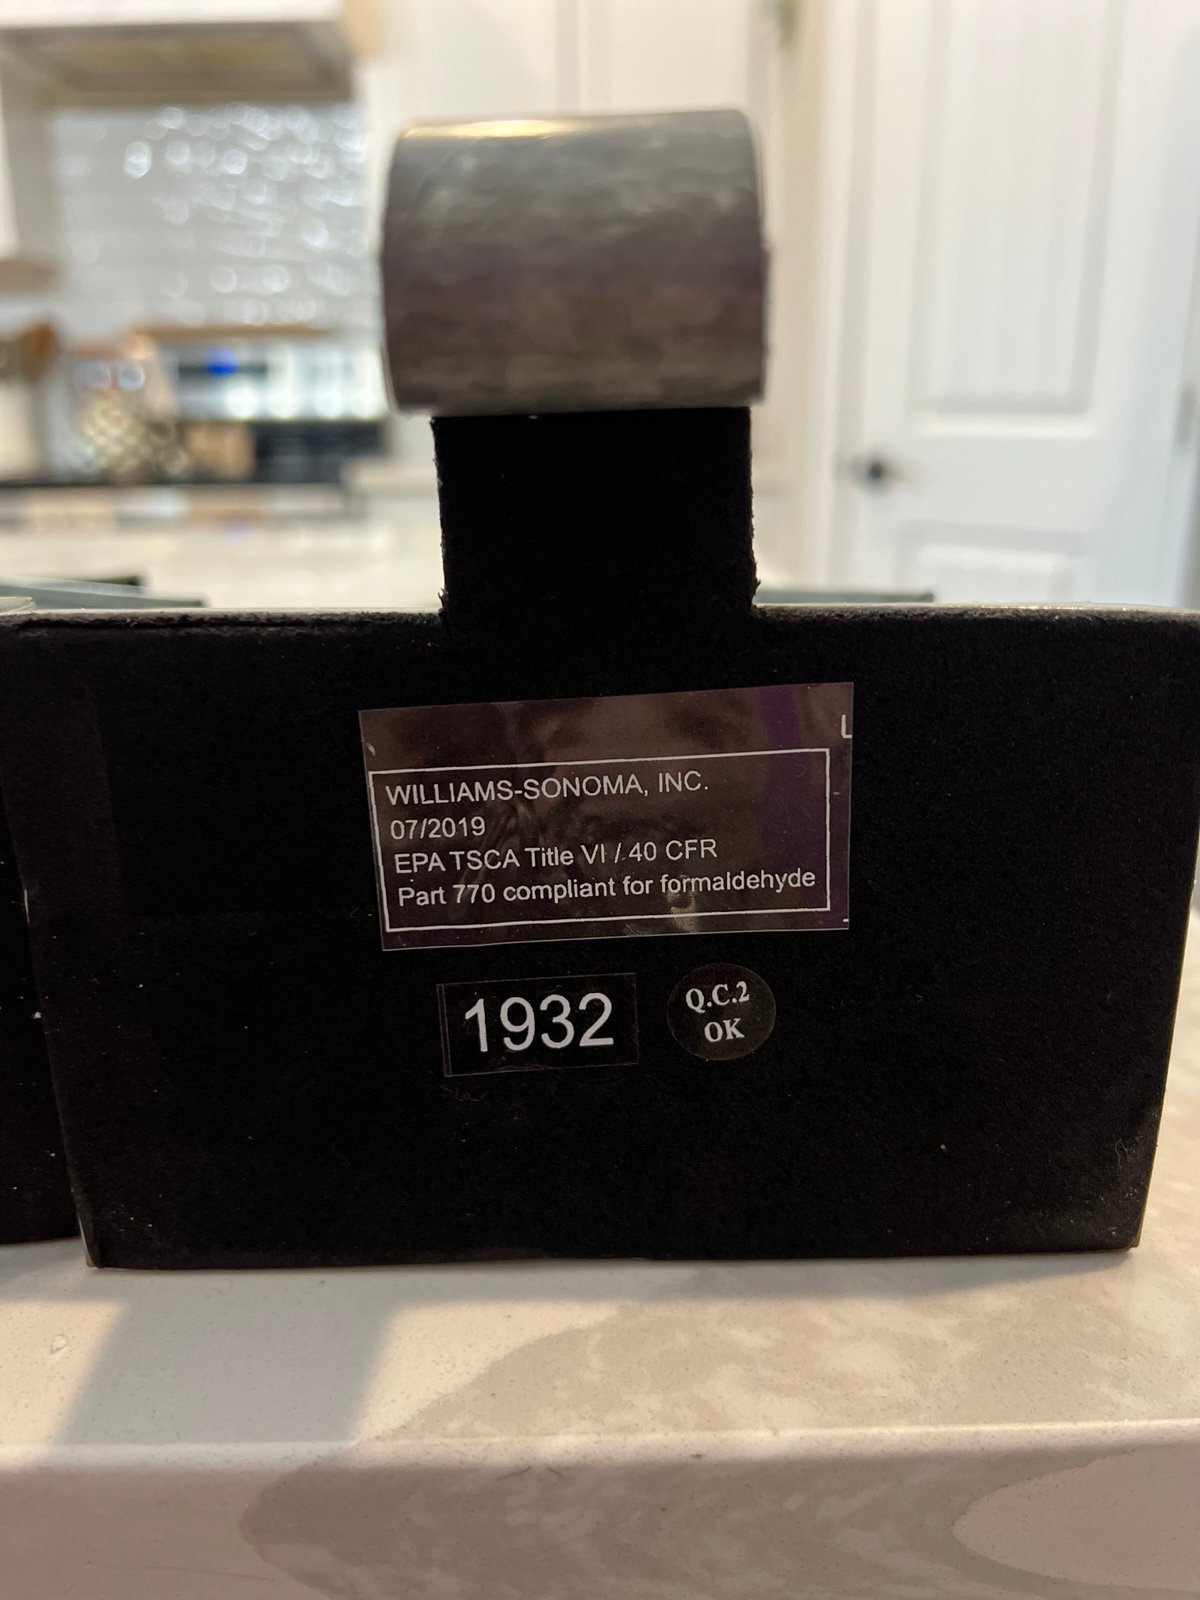 L
WILLIAMS-SONOMA, INC.
07/2019
EPA TSCA Title VI / 40 CFR
Part 770 compliant for formaldehyde
1932
Q.C.2
OK